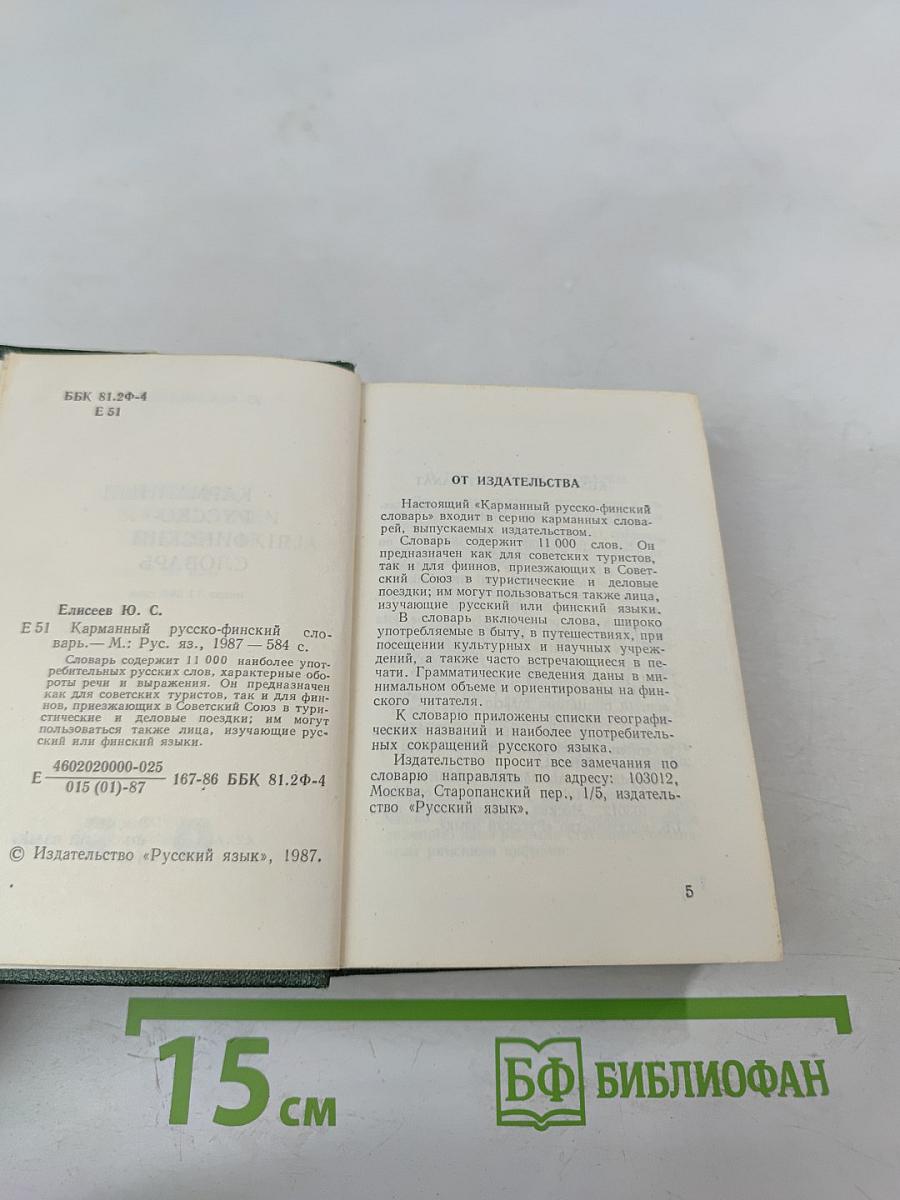 ББК 81.2Ф-4
Е 51
Елисеев Ю. С.
Е 51 Карманный русско-финский сло-
варь.— М.: Рус. яз., 1987 — 584 с.
Словарь содержит 11 000 наиболее упот-
ребительных русских слов, характерные обо-
роты речи и выражения. Он предназначен
как для советских туристов, так и для фин-
нов, приезжающих в Советский Союз в тури-
стические и деловые поездки; им могут
пользоваться также лица, изучающие рус-
ский или финский языки.
Е 4602020000-025 / 015 (01)-87 167-86 ББК 81.2Ф-4
© Издательство «Русский язык», 1987.
ОТ ИЗДАТЕЛЬСТВА
Настоящий «Карманный русско-финский
словарь» входит в серию карманных слова-
рей, выпускаемых издательством.
Словарь содержит 11 000 слов. Он
предназначен как для советских туристов,
так и для финнов, приезжающих в Совет-
ский Союз в туристические и деловые
поездки; им могут пользоваться также лица,
изучающие русский или финский языки.
В словарь включены слова, широко
употребляемые в быту, в путешествиях, при
посещении культурных и научных учреж-
дений, а также часто встречающиеся в пе-
чати. Грамматические сведения даны в ми-
нимальном объеме и ориентированы на фин-
ского читателя.
К словарю приложены списки географи-
ческих названий и наиболее употребитель-
ных сокращений русского языка.
Издательство просит все замечания по
словарю направлять по адресу: 103012,
Москва, Старопанский пер., 1/5, издатель-
ство «Русский язык».
5
15 см
БФ БИБЛИОФАН